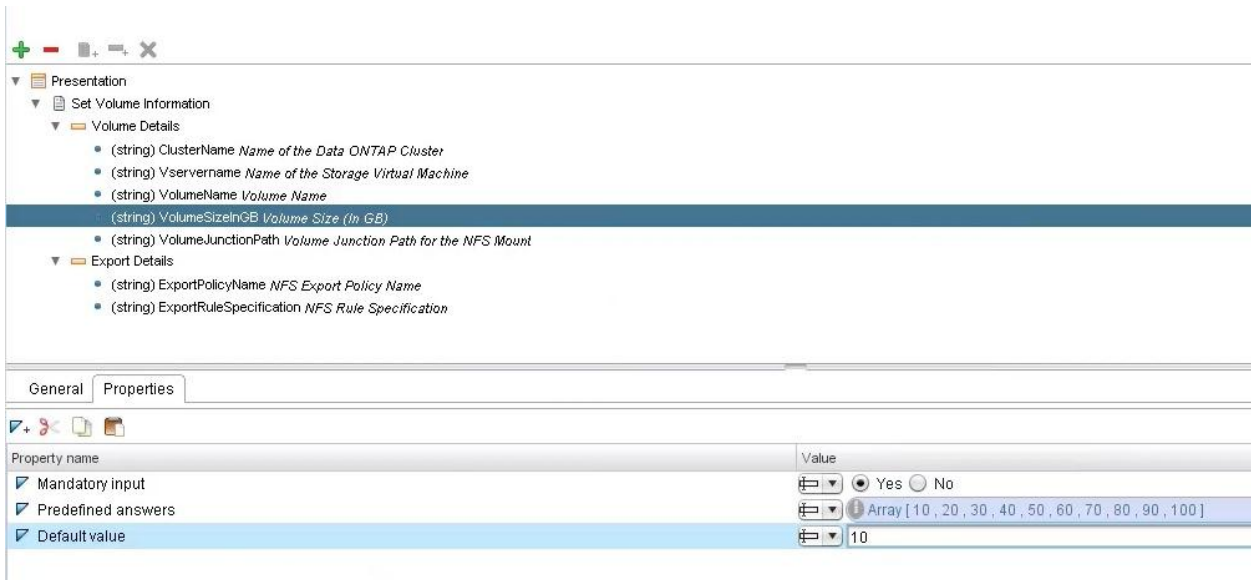 Presentation
Set Volume Information
Volume Details
(string) ClusterName Name of the Data ONTAP Cluster
(string) Vservername Name of the Storage Virtual Machine
(string) VolumeName Volume Name
(string) VolumeSizeInGB Volume Size (In GB)
(string) VolumeJunctionPath Volume Junction Path for the NFS Mount
Export Details
(string) ExportPolicyName NFS Export Policy Name
(string) ExportRuleSpecification NFS Rule Specification
General Properties
Property name Value
Mandatory input Yes No
Predefined answers Array [ 10 , 20 , 30 , 40 , 50 , 60 , 70 , 80 , 90 , 100 ]
Default value 10